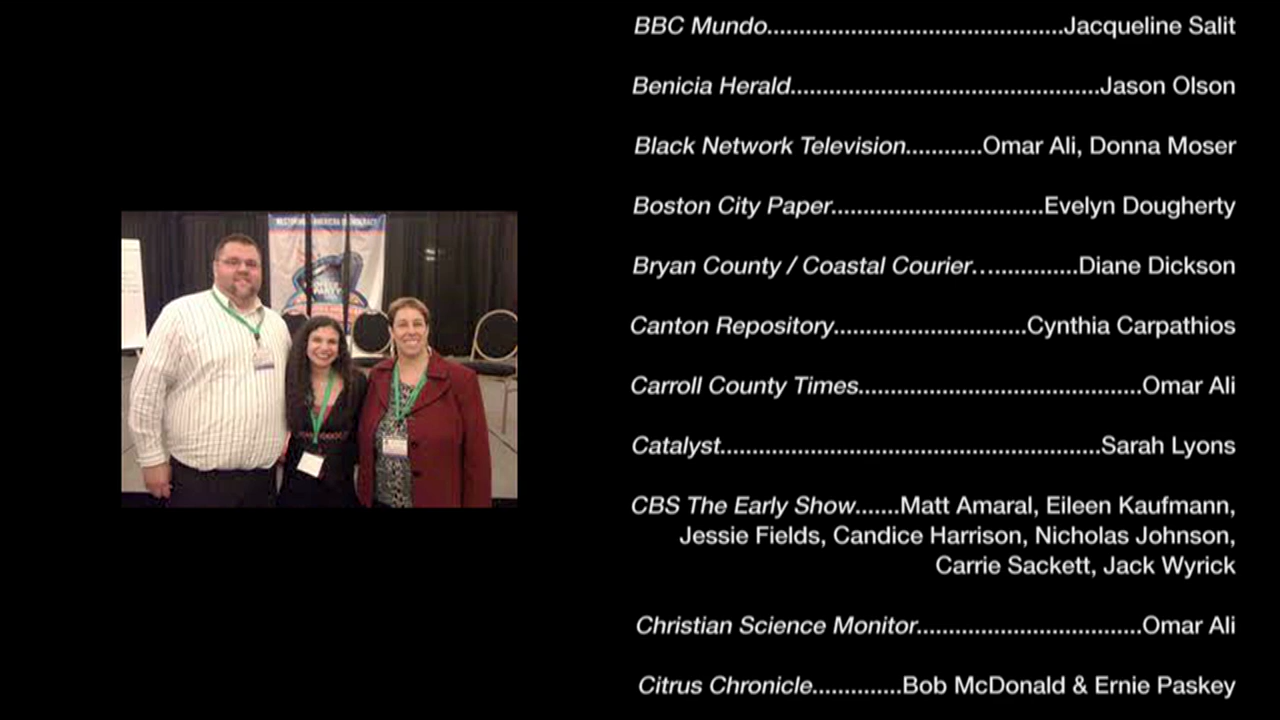 BBC Mundo...............................................Jacqueline Salit
Benicia Herald.................................................Jason Olson
Black Network Television............Omar Ali, Donna Moser
Boston City Paper.................................Evelyn Dougherty
Bryan County / Coastal Courier.................Diane Dickson
Canton Repository..............................Cynthia Carpathios
Carroll County Times.............................................Omar Ali
Catalyst............................................................Sarah Lyons
CBS The Early Show.......Matt Amaral, Eileen Kaufmann,
Jessie Fields, Candice Harrison, Nicholas Johnson,
Carrie Sackett, Jack Wyrick
Christian Science Monitor...................................Omar Ali
Citrus Chronicle..............Bob McDonald & Ernie Paskey
PARTY